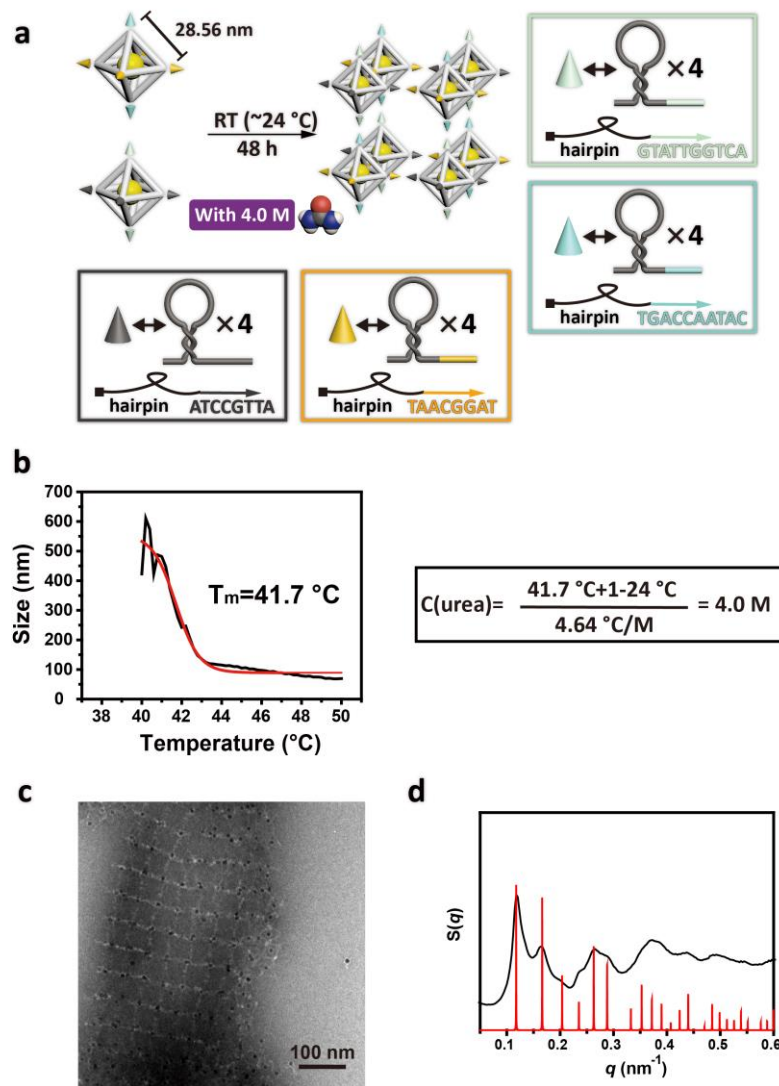 a
28.56 nm
RT (~24 °C)
48 h
With 4.0 M
×4
hairpin
GTATTGGTCA
×4
hairpin
TGACCAATAC
×4
hairpin
ATCCGTTA
×4
hairpin
TAACGGAT
b
700
600
500
400
300
200
100
0
Size (nm)
Tm=41.7 °C
38 40 42 44 46 48 50
Temperature (°C)
C(urea)= 41.7 °C+1-24 °C = 4.0 M
4.64 °C/M
c
100 nm
d
S(q)
0.1 0.2 0.3 0.4 0.5 0.6
q (nm⁻¹)